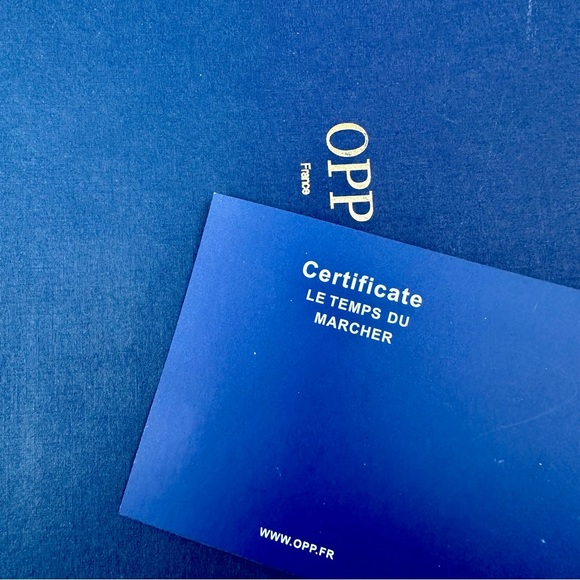 OPP
France
Certificate
LE TEMPS DU
MARCHER
WWW.OPP.FR